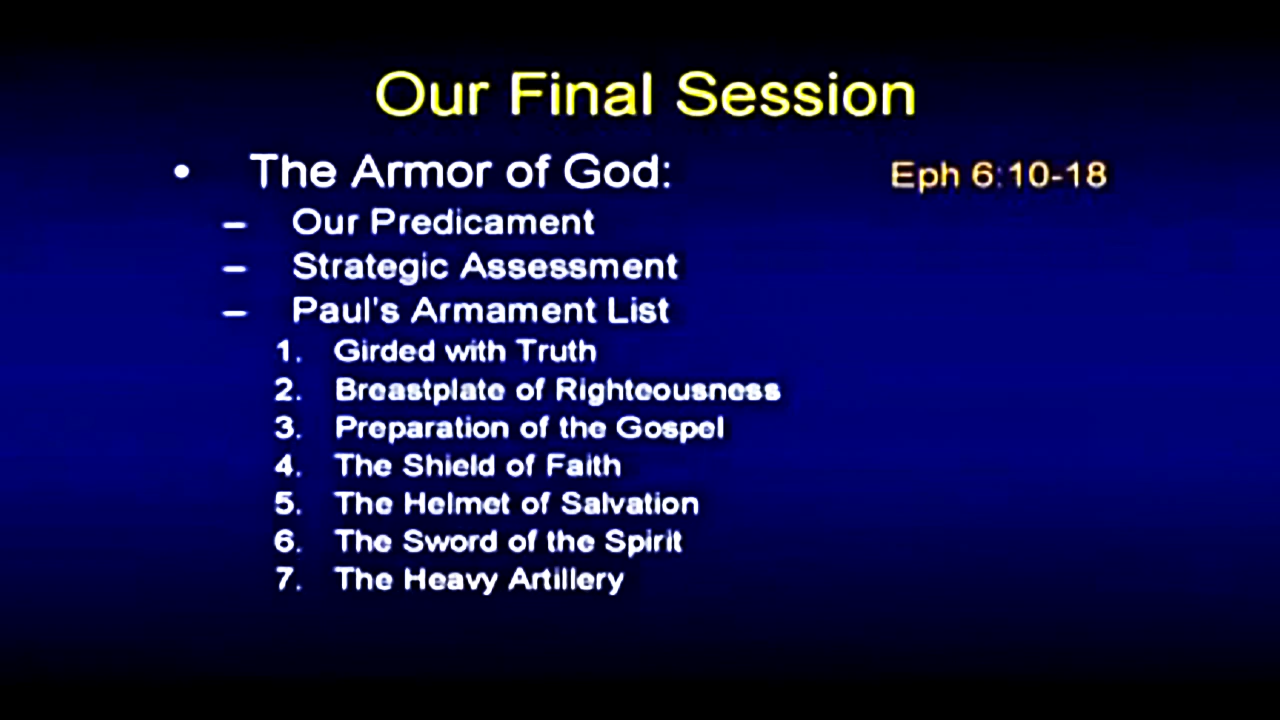 Our Final Session
• The Armor of God: Eph 6:10-18
– Our Predicament
– Strategic Assessment
– Paul's Armament List
1. Girded with Truth
2. Breastplate of Righteousness
3. Preparation of the Gospel
4. The Shield of Faith
5. The Helmet of Salvation
6. The Sword of the Spirit
7. The Heavy Artillery